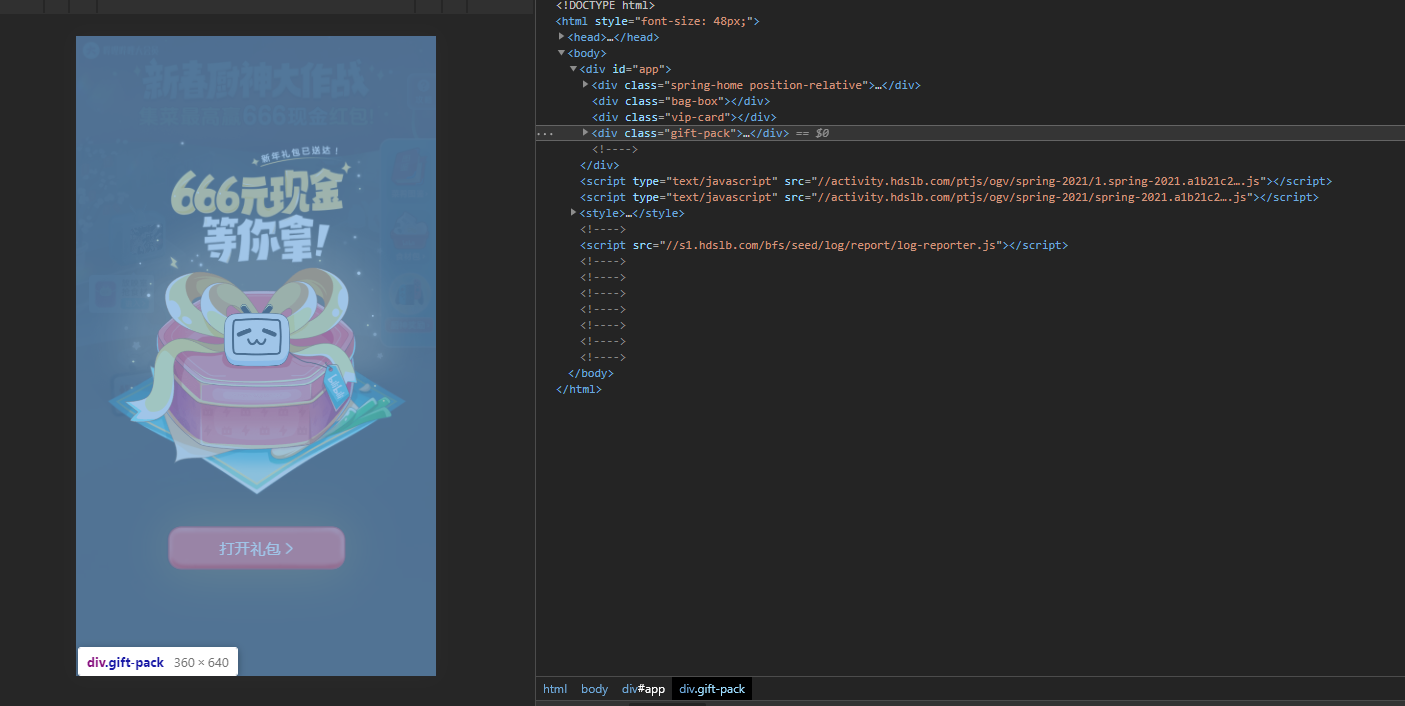 新春厨神大作战
集菜最高赢666现金红包!
新年礼包已送达！
666元现金
等你拿!
打开礼包 >
div.gift-pack 360 × 640
<!DOCTYPE html>
<html style="font-size: 48px;">
<head>…</head>
<body>
<div id="app">
<div class="spring-home position-relative">…</div>
<div class="bag-box"></div>
<div class="vip-card"></div>
<div class="gift-pack">…</div> == $0
<!---->
</div>
<script type="text/javascript" src="//activity.hdslb.com/ptjs/ogv/spring-2021/1.spring-2021.a1b21c2….js"></script>
<script type="text/javascript" src="//activity.hdslb.com/ptjs/ogv/spring-2021/spring-2021.a1b21c2….js"></script>
<style>…</style>
<!---->
<script src="//s1.hdslb.com/bfs/seed/log/report/log-reporter.js"></script>
<!---->
<!---->
<!---->
<!---->
<!---->
<!---->
<!---->
</body>
</html>
html body div#app div.gift-pack